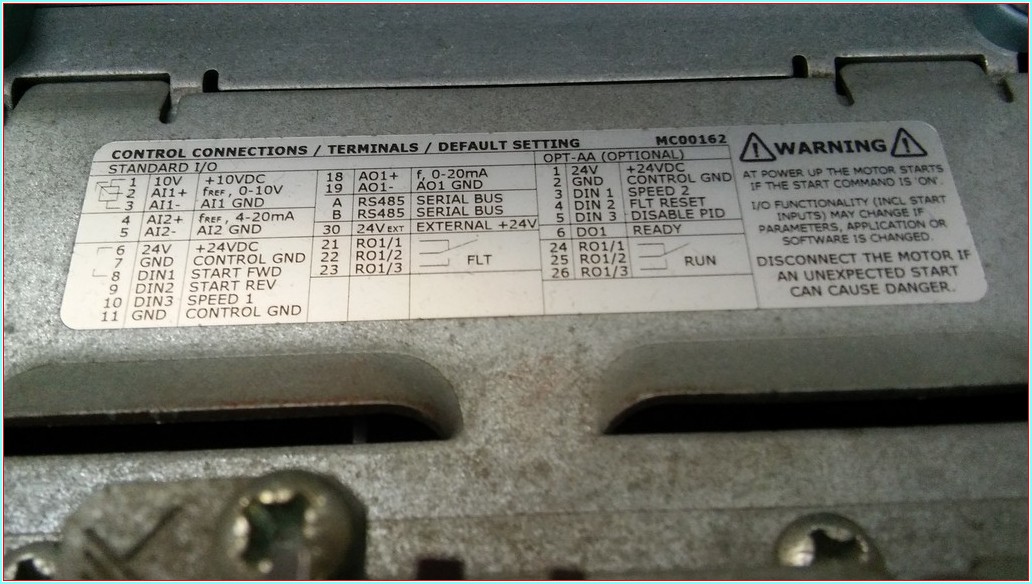 CONTROL CONNECTIONS / TERMINALS / DEFAULT SETTING MC00162
STANDARD I/O
1 10V +10VDC
2 AI1+ fREF, 0-10V
3 AI1- AI1 GND
4 AI2+ fREF, 4-20mA
5 AI2- AI2 GND
6 24V +24VDC
7 GND CONTROL GND
8 DIN1 START FWD
9 DIN2 START REV
10 DIN3 SPEED 1
11 GND CONTROL GND
18 AO1+ f, 0-20mA
19 AO1- AO1 GND
A RS485 SERIAL BUS
B RS485 SERIAL BUS
30 24VEXT EXTERNAL +24V
21 RO1/1
22 RO1/2 FLT
23 RO1/3
OPT-AA (OPTIONAL)
1 24V +24VDC
2 GND CONTROL GND
3 DIN 1 SPEED 2
4 DIN 2 FLT RESET
5 DIN 3 DISABLE PID
6 DO1 READY
24 RO1/1
25 RO1/2 RUN
26 RO1/3
WARNING
AT POWER UP THE MOTOR STARTS
IF THE START COMMAND IS 'ON'.
I/O FUNCTIONALITY (INCL START
INPUTS) MAY CHANGE IF
PARAMETERS, APPLICATION OR
SOFTWARE IS CHANGED.
DISCONNECT THE MOTOR IF
AN UNEXPECTED START
CAN CAUSE DANGER.